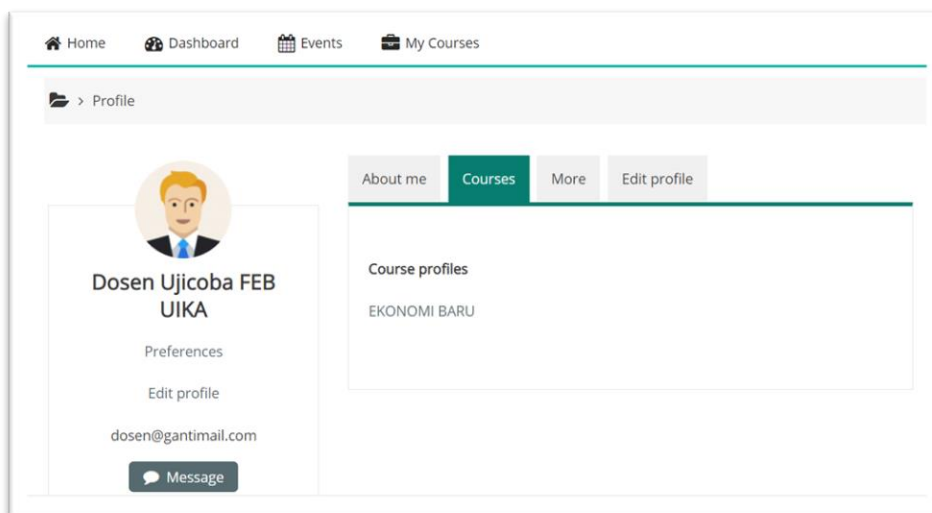 Home Dashboard Events My Courses
> Profile
About me Courses More Edit profile
Dosen Ujicoba FEB
UIKA
Preferences
Edit profile
dosen@gantimail.com
Message
Course profiles
EKONOMI BARU